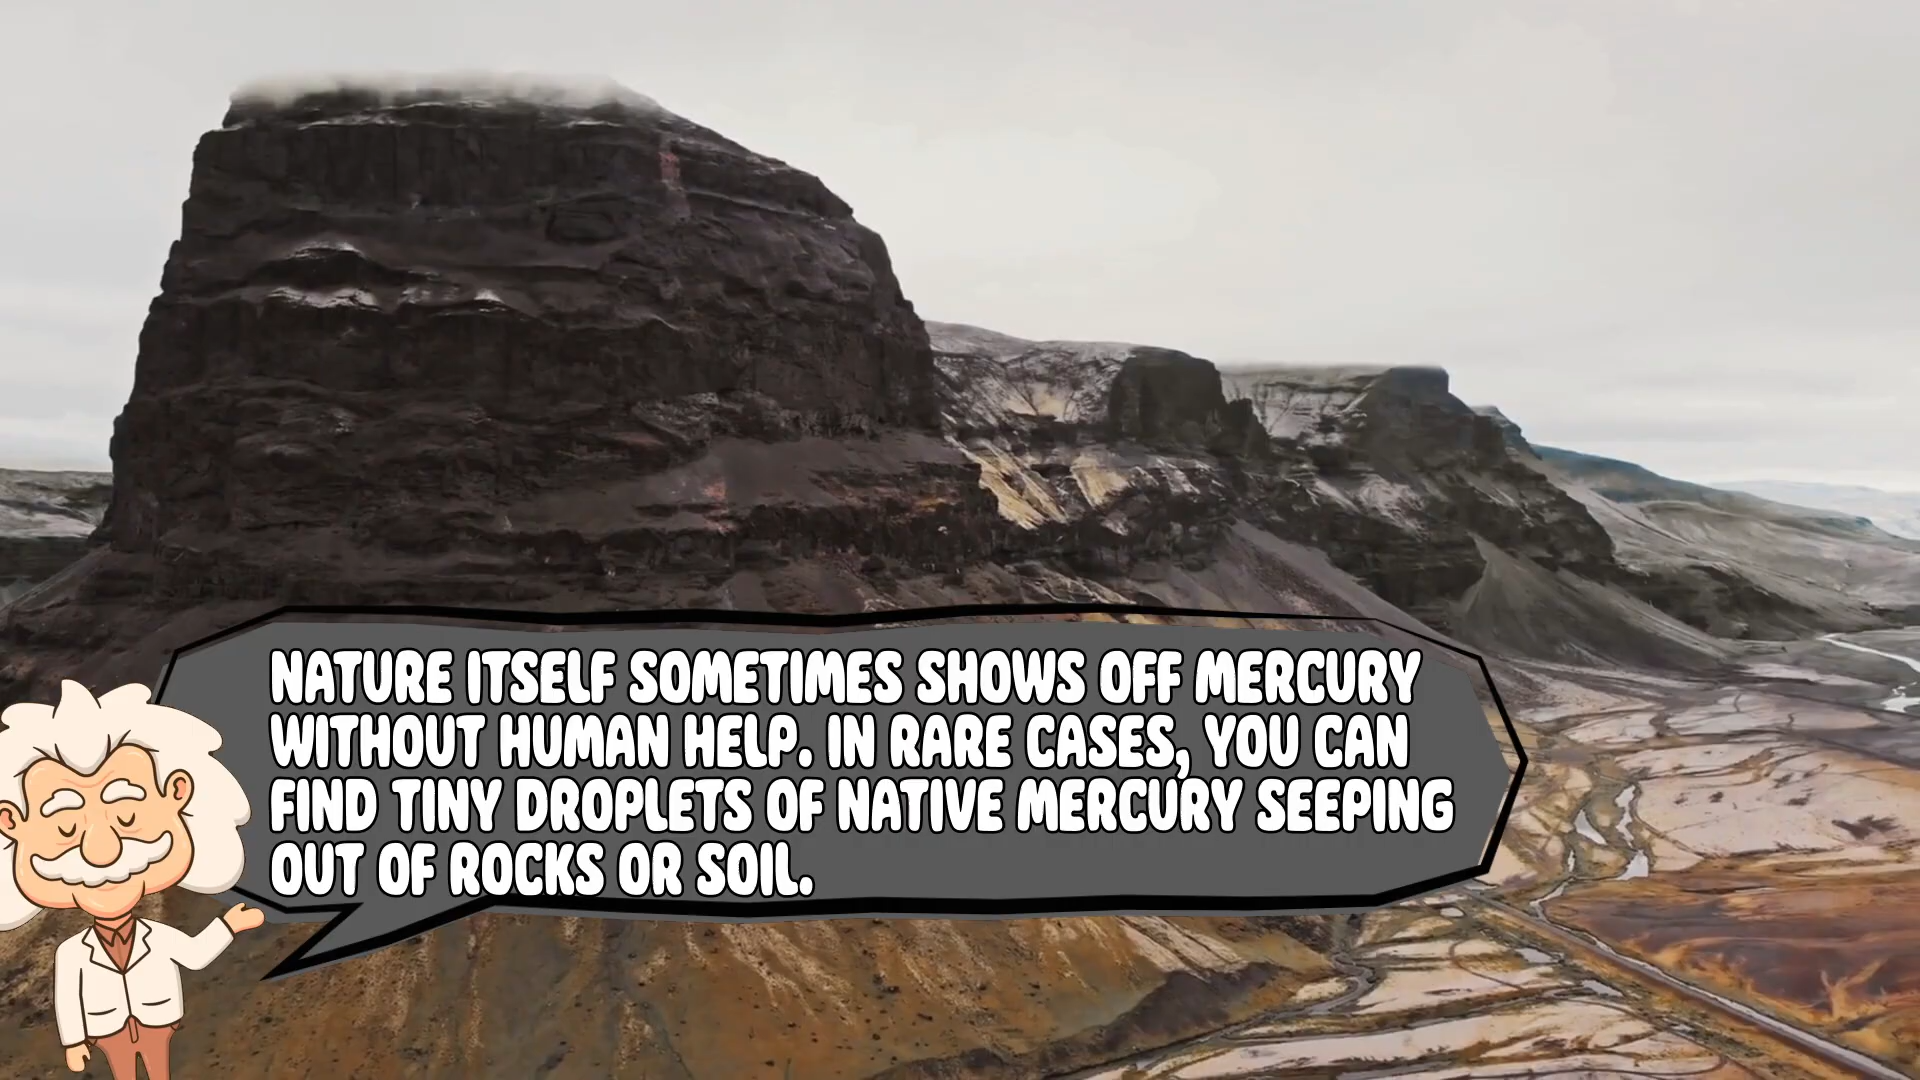 NATURE ITSELF SOMETIMES SHOWS OFF MERCURY
WITHOUT HUMAN HELP. IN RARE CASES, YOU CAN
FIND TINY DROPLETS OF NATIVE MERCURY SEEPING
OUT OF ROCKS OR SOIL.